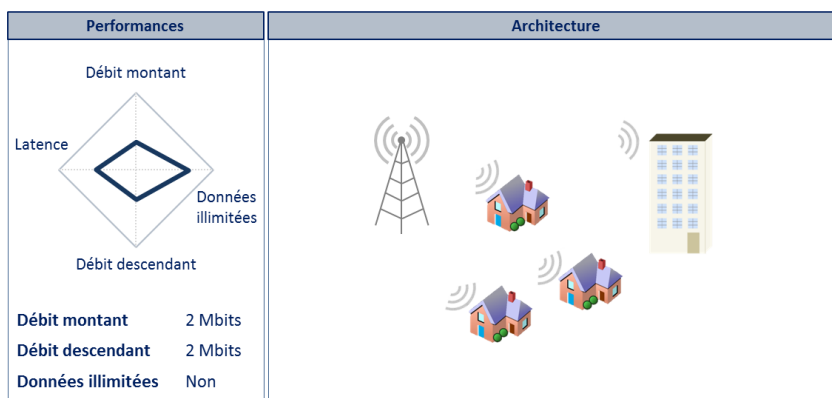 Performances
Architecture
Débit montant
Latence
Données
illimitées
Débit descendant
Débit montant 2 Mbits
Débit descendant 2 Mbits
Données illimitées Non